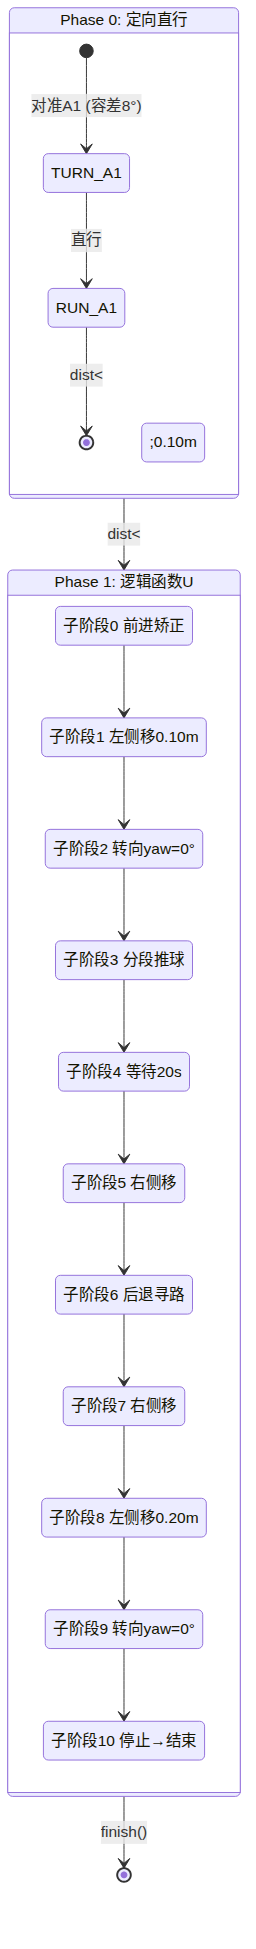 Phase 0: 定向直行
对准A1 (容差8°)
TURN_A1
直行
RUN_A1
dist<
;0.10m
dist<
Phase 1: 逻辑函数U
子阶段0 前进矫正
子阶段1 左侧移0.10m
子阶段2 转向yaw=0°
子阶段3 分段推球
子阶段4 等待20s
子阶段5 右侧移
子阶段6 后退寻路
子阶段7 右侧移
子阶段8 左侧移0.20m
子阶段9 转向yaw=0°
子阶段10 停止→结束
finish()